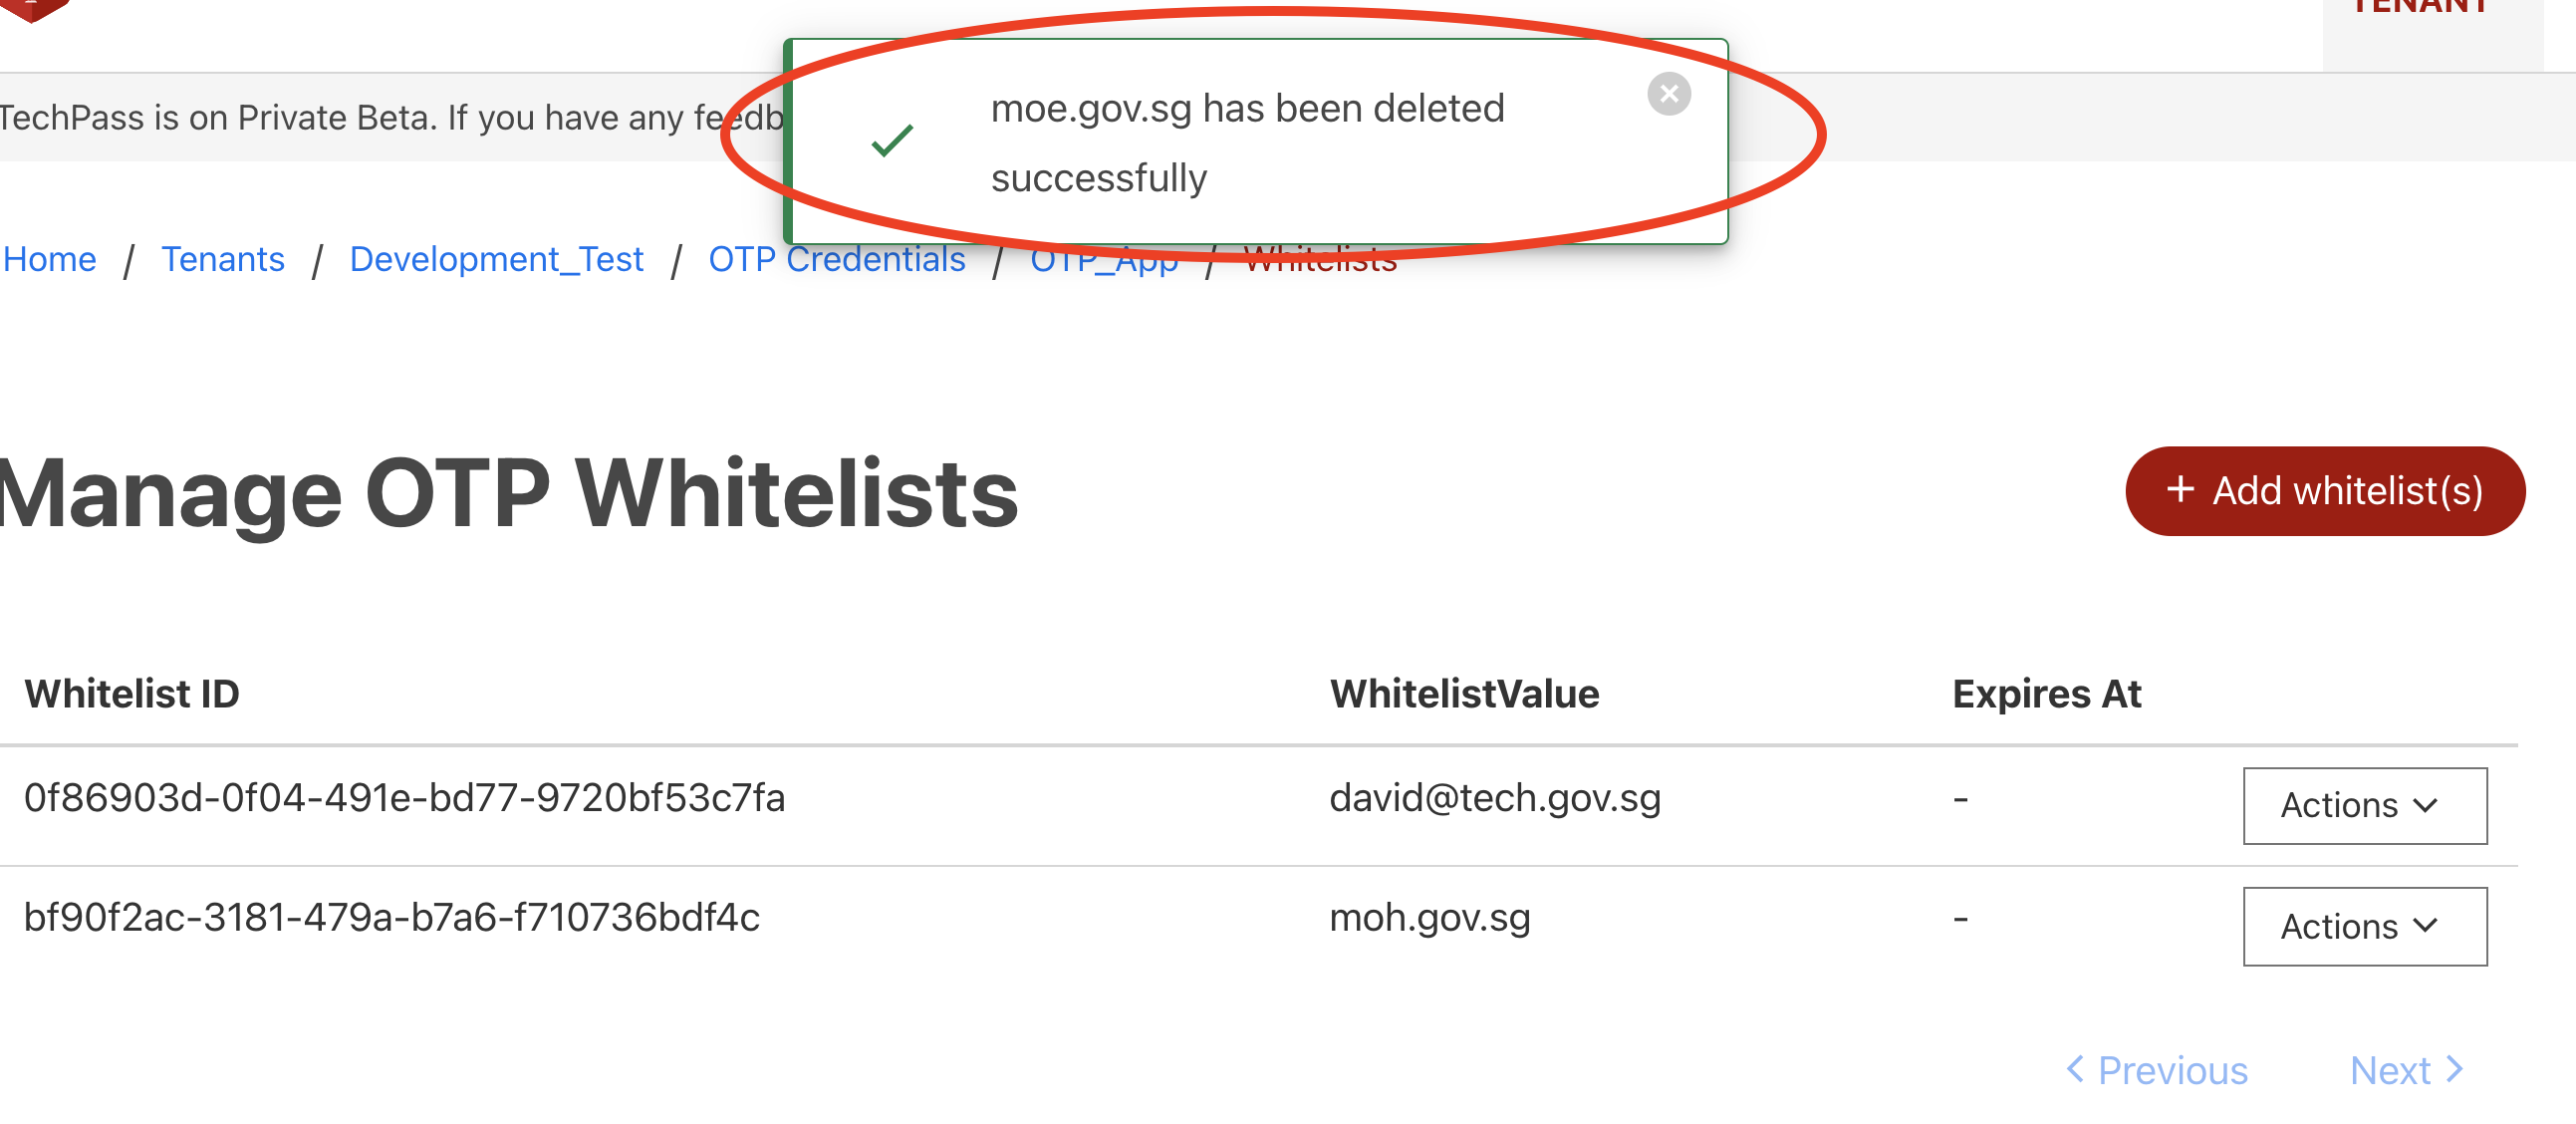 TENANT
moe.gov.sg has been deleted
successfully
TechPass is on Private Beta. If you have any feedb
Home / Tenants / Development_Test / OTP Credentials / OTP_App / Whitelists
Manage OTP Whitelists
+ Add whitelist(s)
Whitelist ID WhitelistValue Expires At
0f86903d-0f04-491e-bd77-9720bf53c7fa david@tech.gov.sg - Actions
bf90f2ac-3181-479a-b7a6-f710736bdf4c moh.gov.sg - Actions
< Previous Next >